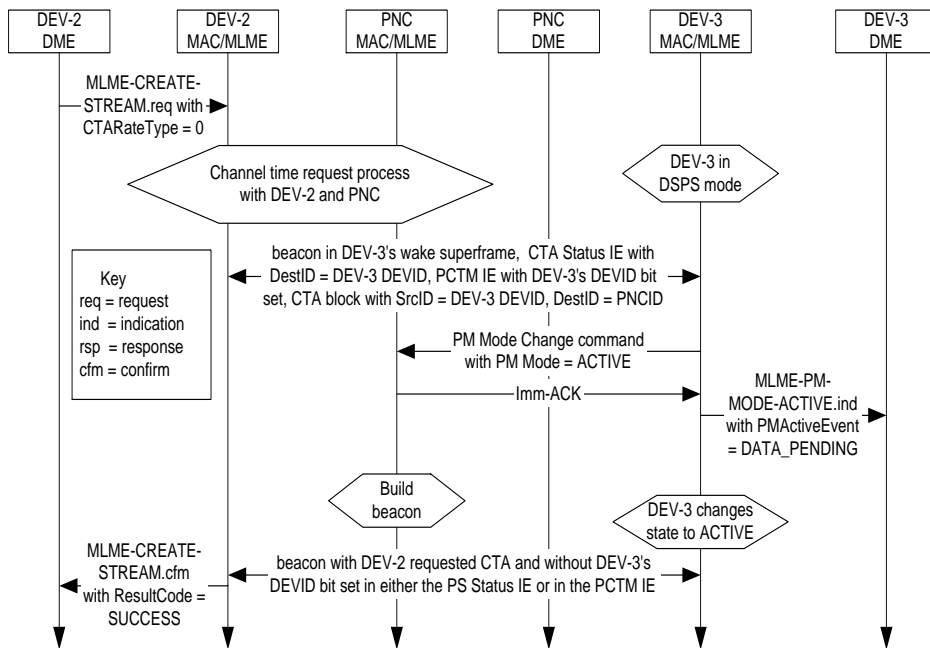 DEV-2
DME
DEV-2
MAC/MLME
PNC
MAC/MLME
PNC
DME
DEV-3
MAC/MLME
DEV-3
DME
MLME-CREATE-
STREAM.req with
CTARateType = 0
Channel time request process
with DEV-2 and PNC
DEV-3 in
DSPS mode
beacon in DEV-3's wake superframe, CTA Status IE with
DestID = DEV-3 DEVID, PCTM IE with DEV-3's DEVID bit
set, CTA block with SrcID = DEV-3 DEVID, DestID = PNCID
Key
req = request
ind = indication
rsp = response
cfm = confirm
PM Mode Change command
with PM Mode = ACTIVE
Imm-ACK
MLME-PM-
MODE-ACTIVE.ind
with PMActiveEvent
= DATA_PENDING
Build
beacon
DEV-3 changes
state to ACTIVE
MLME-CREATE-
STREAM.cfm
with ResultCode =
SUCCESS
beacon with DEV-2 requested CTA and without DEV-3's
DEVID bit set in either the PS Status IE or in the PCTM IE